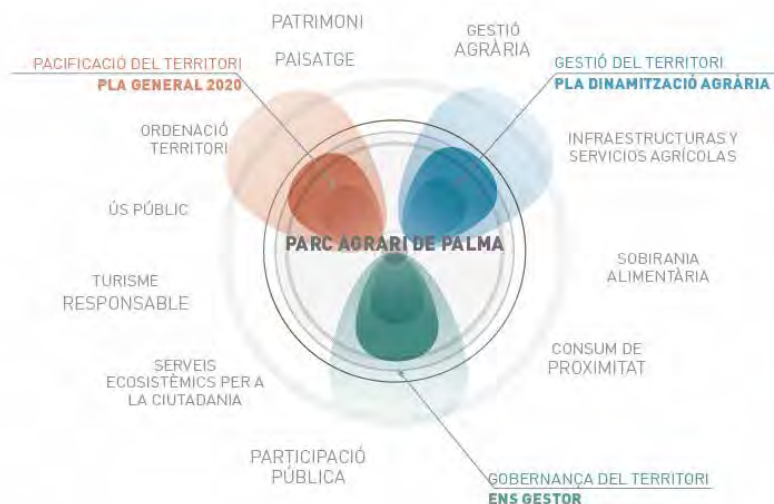 PATRIMONI
PAISATGE
GESTIÓ
AGRÀRIA
PACIFICACIÓ DEL TERRITORI
PLA GENERAL 2020
GESTIÓ DEL TERRITORI
PLA DINAMITZACIÓ AGRÀRIA
ORDENACIÓ
TERRITORI
INFRAESTRUCTURAS Y
SERVICIOS AGRÍCOLAS
ÚS PÚBLIC
PARC AGRARI DE PALMA
SOBIRANIA
ALIMENTÀRIA
TURISME
RESPONSABLE
CONSUM DE
PROXIMITAT
SERVEIS
ECOSISTÈMICS PER A
LA CIUTADANIA
PARTICIPACIÓ
PÚBLICA
GOBERNANÇA DEL TERRITORI
ENS GESTOR